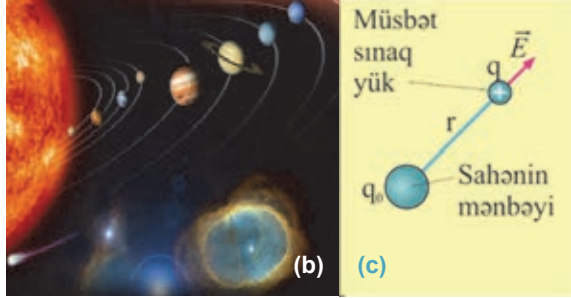 (b)
Müsbət
sınaq
yük
q
E⃗
r
q₀
Sahənin
mənbəyi
(c)